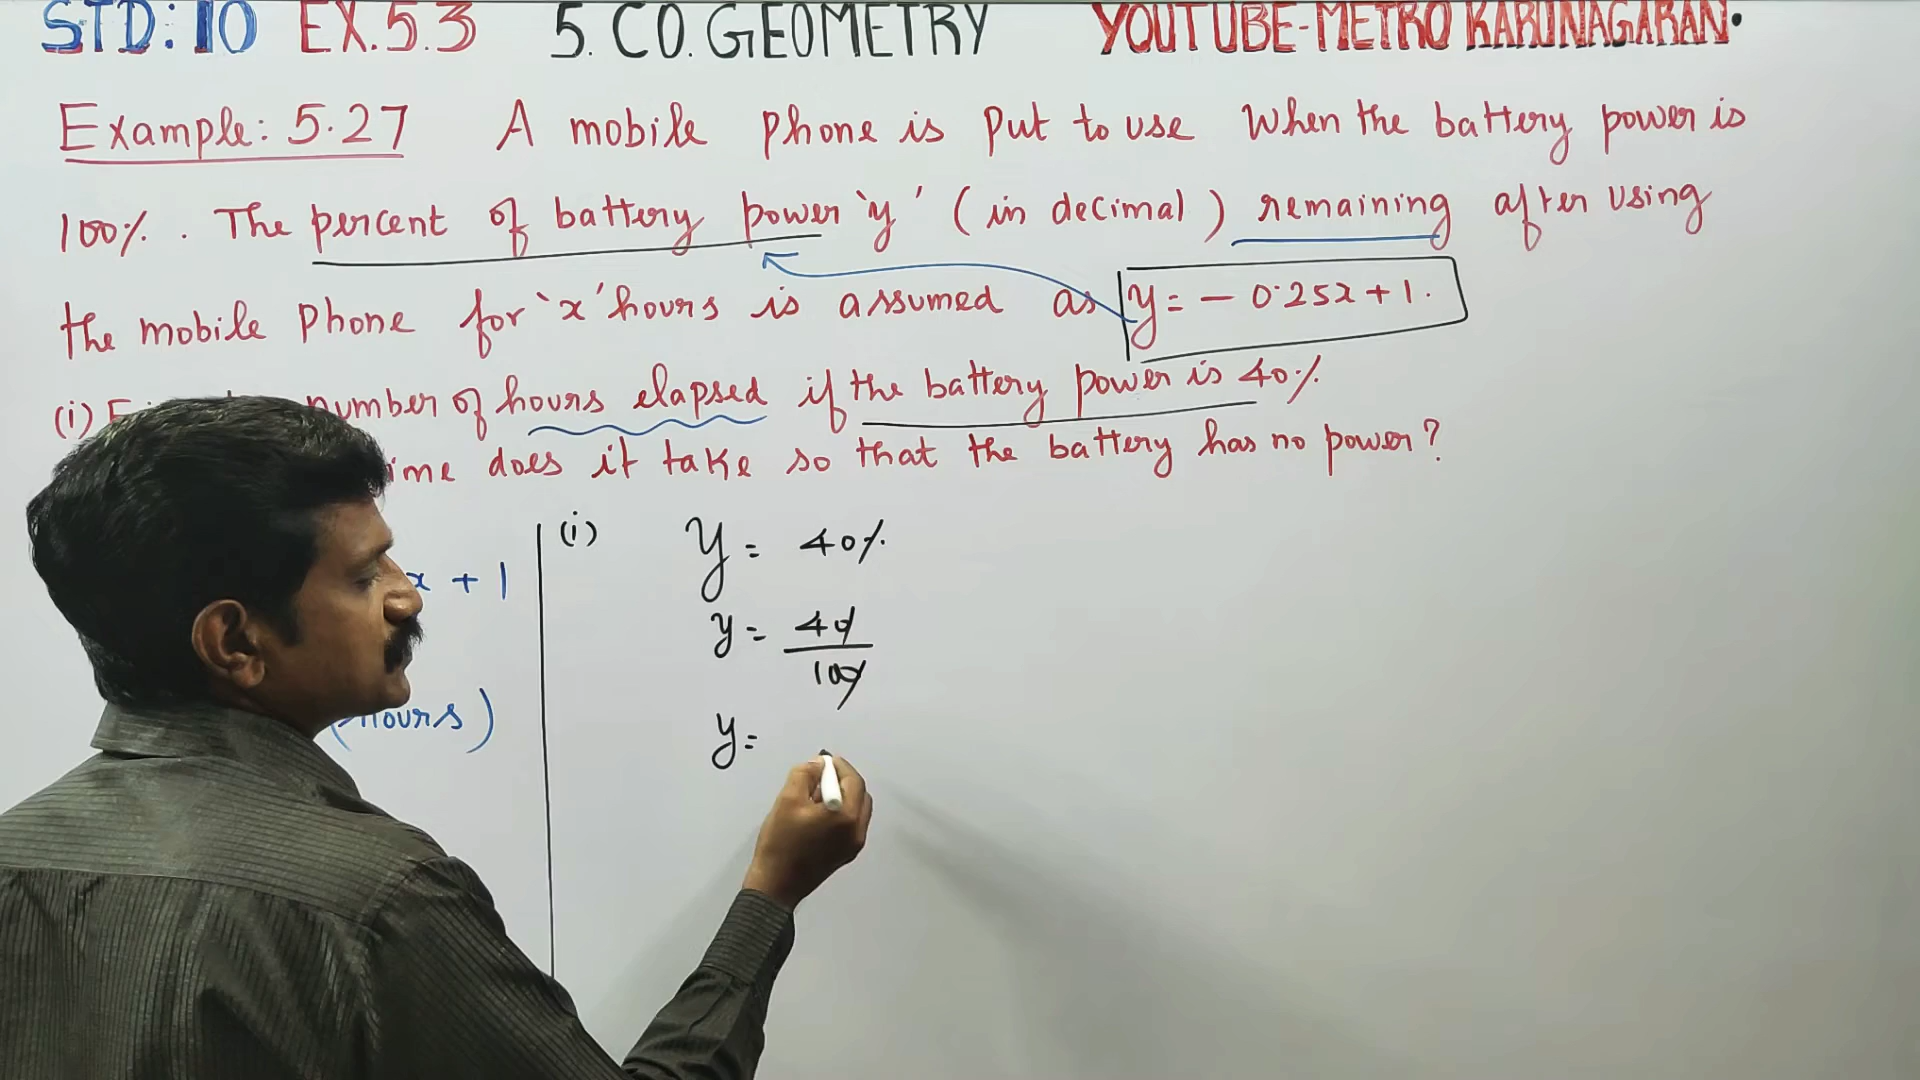 STD: 10 EX.5.3 5. CO. GEOMETRY YOUTUBE-METRO KARUNAGARAN.
Example: 5.27 A mobile phone is put to use when the battery power is
100%. The percent of battery power 'y' (in decimal) remaining after using
the mobile phone for 'x' hours is assumed as y = - 0.25x + 1.
(i) number of hours elapsed if the battery power is 40%
does it take so that the battery has no power?
x + 1
(hours)
(i) y = 40%
y = 40/100
y =